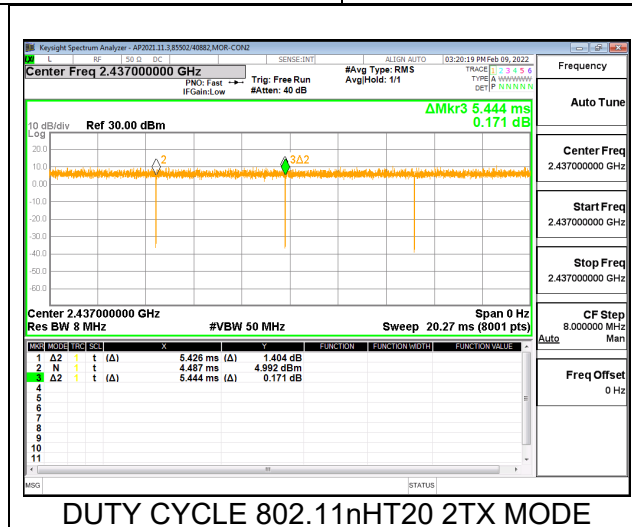 Keysight Spectrum Analyzer - AP2021.11.3,85502/40882,MOR-CON2
L RF 50 Ω DC SENSE:INT ALIGN AUTO 03:20:19 PM Feb 09, 2022
Center Freq 2.437000000 GHz
PNO: Fast
IFGain:Low
Trig: Free Run
#Atten: 40 dB
#Avg Type: RMS
Avg|Hold: 1/1
TRACE 1 2 3 4 5 6
TYPE A WWWWW
DET P NNNNN
ΔMkr3 5.444 ms
0.171 dB
10 dB/div Ref 30.00 dBm
Log
20.0
10.0
0.00
-10.0
-20.0
-30.0
-40.0
-50.0
-60.0
2
3Δ2
Center 2.437000000 GHz Span 0 Hz
Res BW 8 MHz #VBW 50 MHz Sweep 20.27 ms (8001 pts)
MKR MODE TRC SCL X Y FUNCTION FUNCTION WIDTH FUNCTION VALUE
1 Δ2 1 t (Δ) 5.426 ms (Δ) 1.404 dB
2 N 1 t 4.487 ms 4.992 dBm
3 Δ2 1 t (Δ) 5.444 ms (Δ) 0.171 dB
4
5
6
7
8
9
10
11
MSG STATUS
Frequency
Auto Tune
Center Freq
2.437000000 GHz
Start Freq
2.437000000 GHz
Stop Freq
2.437000000 GHz
CF Step
8.000000 MHz
Auto Man
Freq Offset
0 Hz
DUTY CYCLE 802.11nHT20 2TX MODE